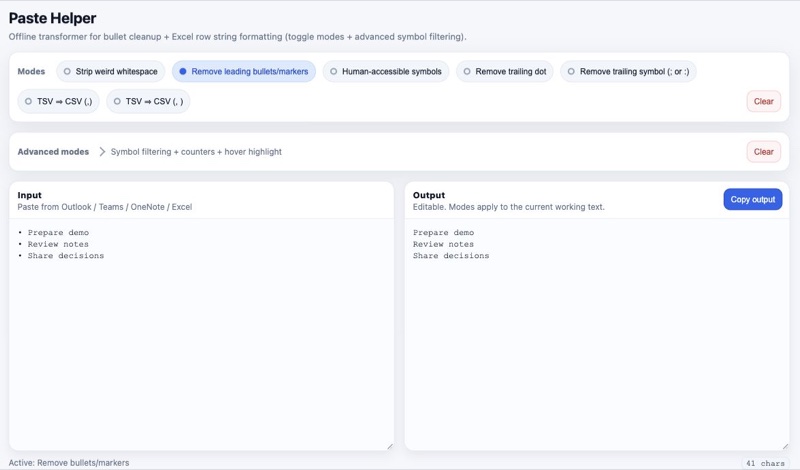 Paste Helper
Offline transformer for bullet cleanup + Excel row string formatting (toggle modes + advanced symbol filtering).
Modes Strip weird whitespace Remove leading bullets/markers Human-accessible symbols Remove trailing dot Remove trailing symbol (; or :)
TSV ⇒ CSV (,) TSV ⇒ CSV (, ) Clear
Advanced modes Symbol filtering + counters + hover highlight Clear
Input
Paste from Outlook / Teams / OneNote / Excel
• Prepare demo
• Review notes
• Share decisions
Output
Editable. Modes apply to the current working text.
Copy output
Prepare demo
Review notes
Share decisions
Active: Remove bullets/markers
41 chars